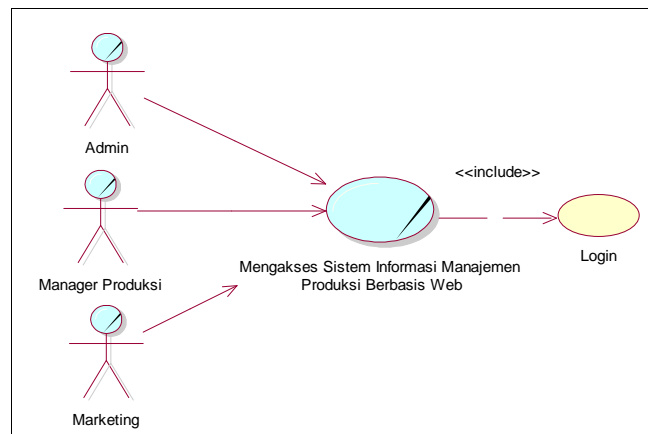 Admin
<<include>>
Manager Produksi
Mengakses Sistem Informasi Manajemen
Produksi Berbasis Web
Login
Marketing